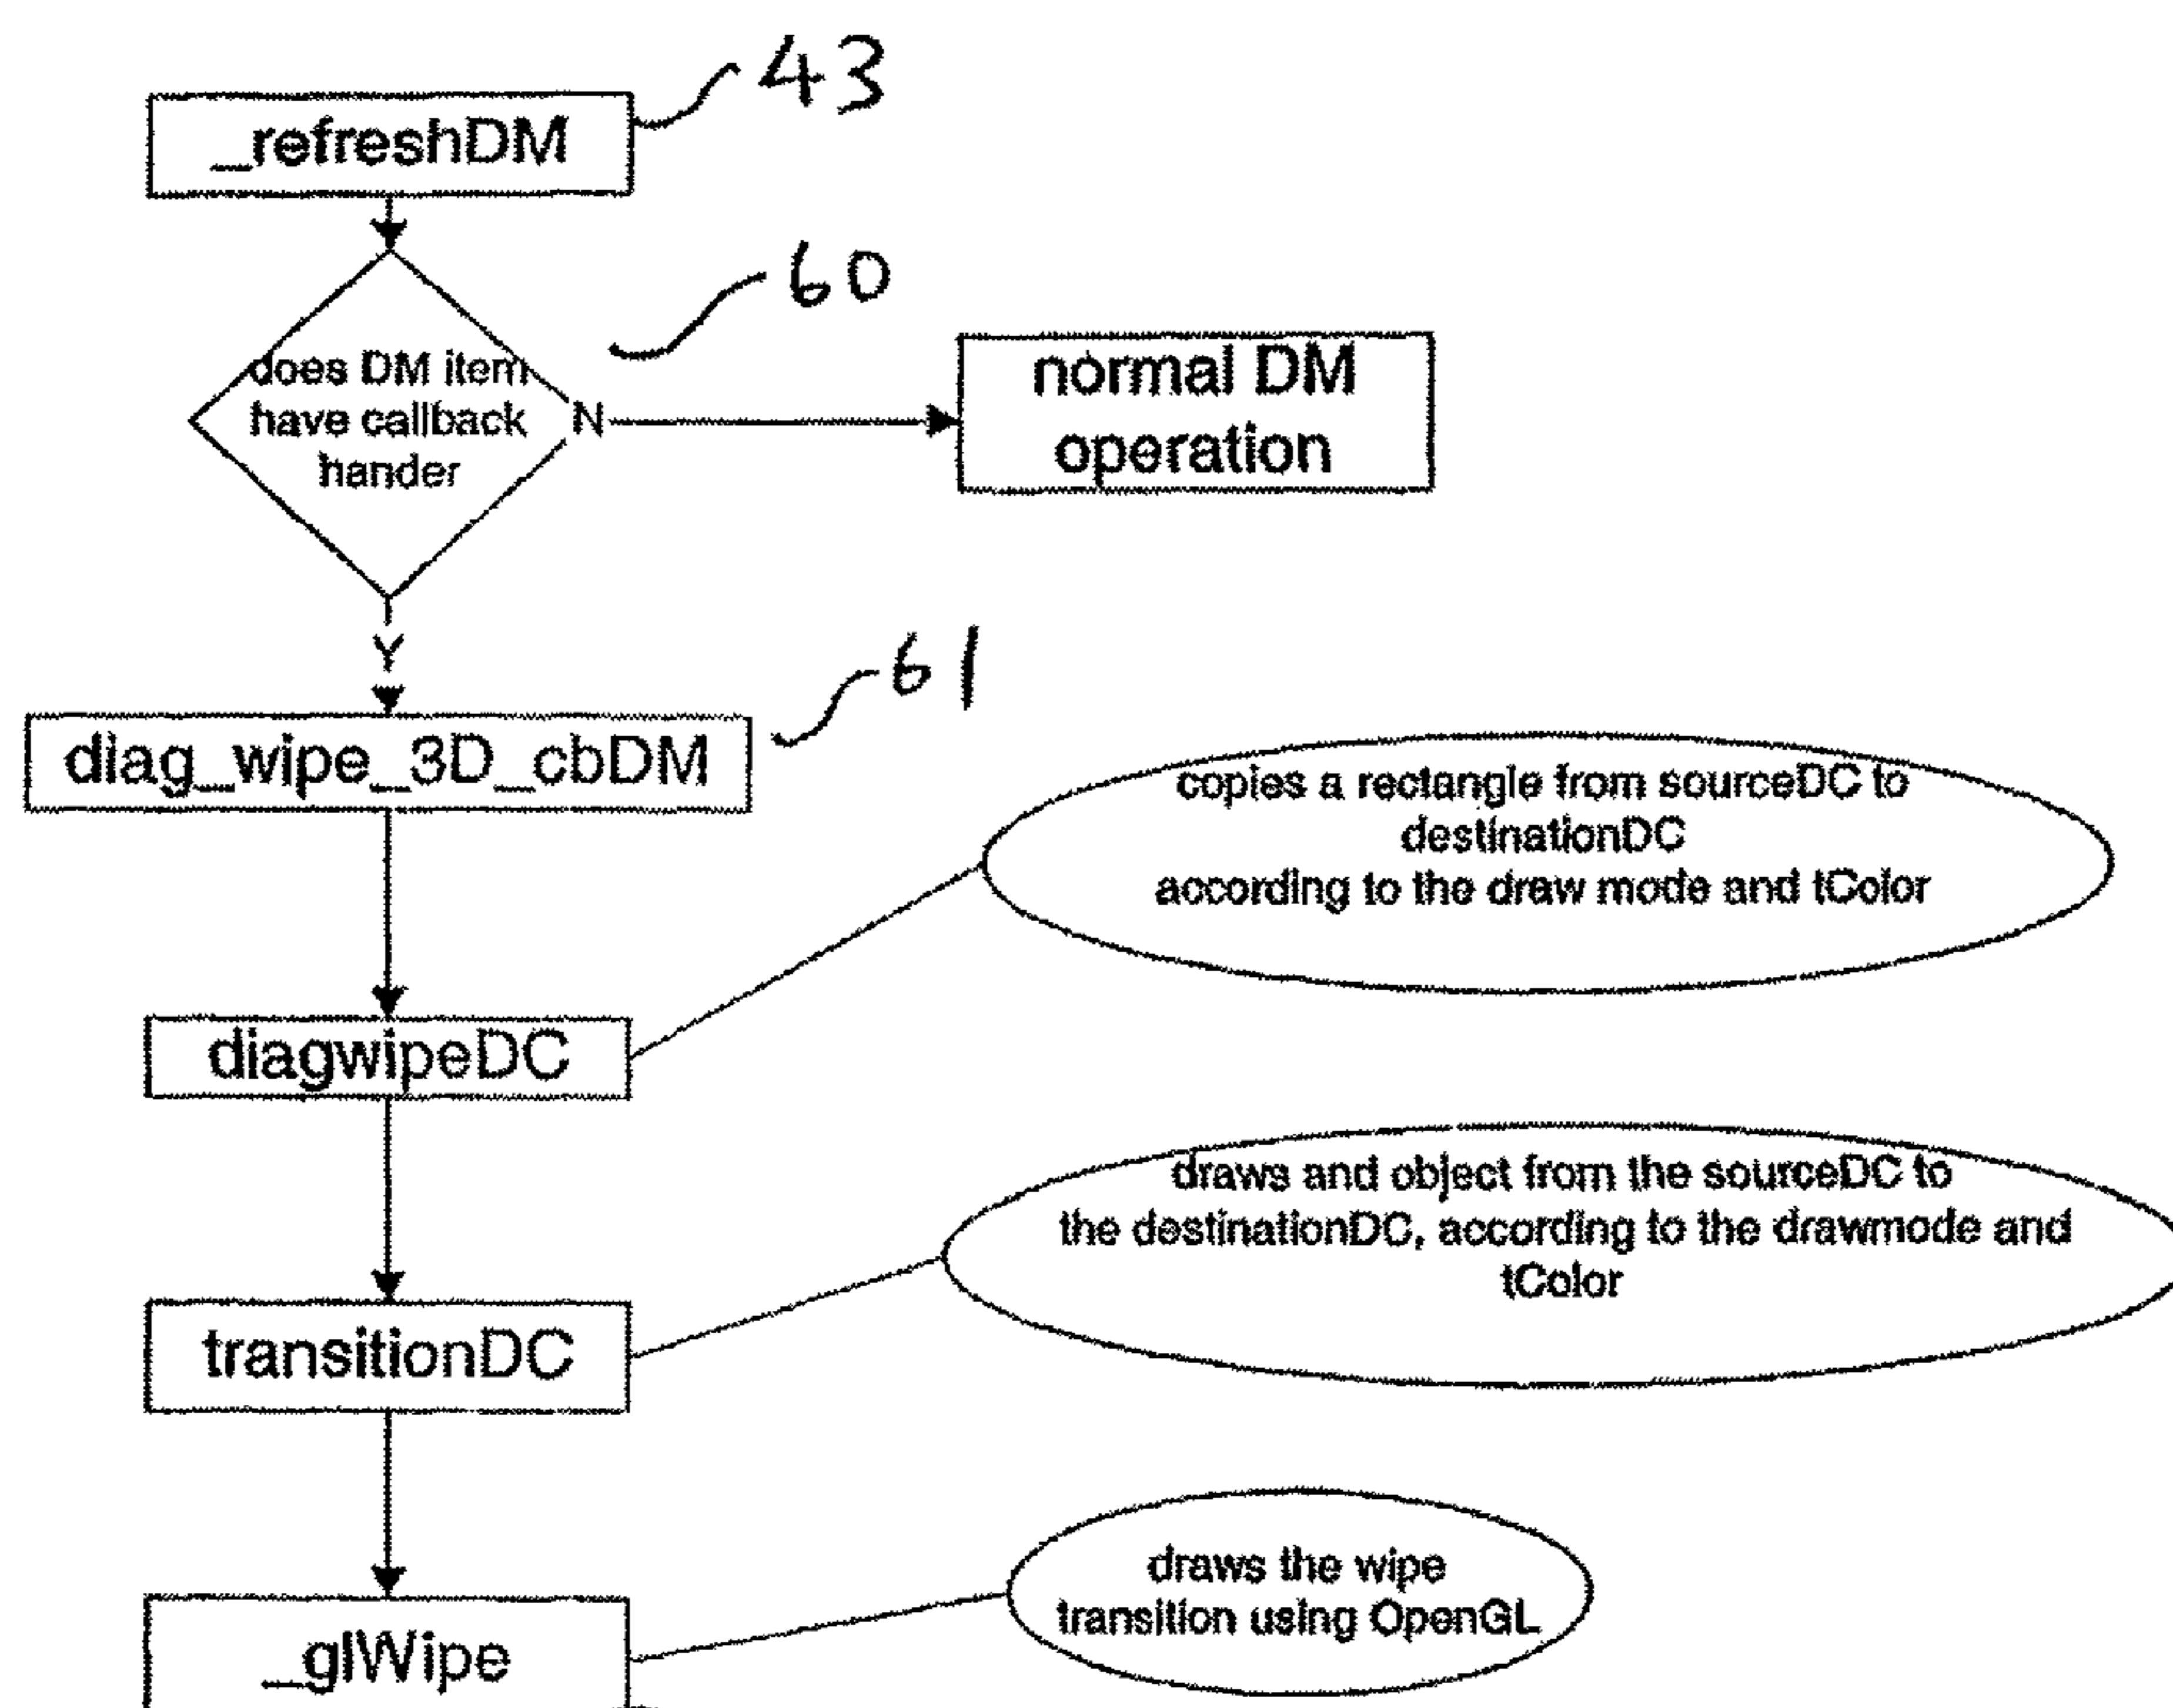 43
_refreshDM
60
does DM item
have callback
hander
N
normal DM
operation
Y
61
diag_wipe_3D_cbDM
copies a rectangle from sourceDC to
destinationDC
according to the draw mode and tColor
diagwipeDC
draws and object from the sourceDC to
the destinationDC, according to the drawmode and
tColor
transitionDC
draws the wipe
transition using OpenGL
_glWipe